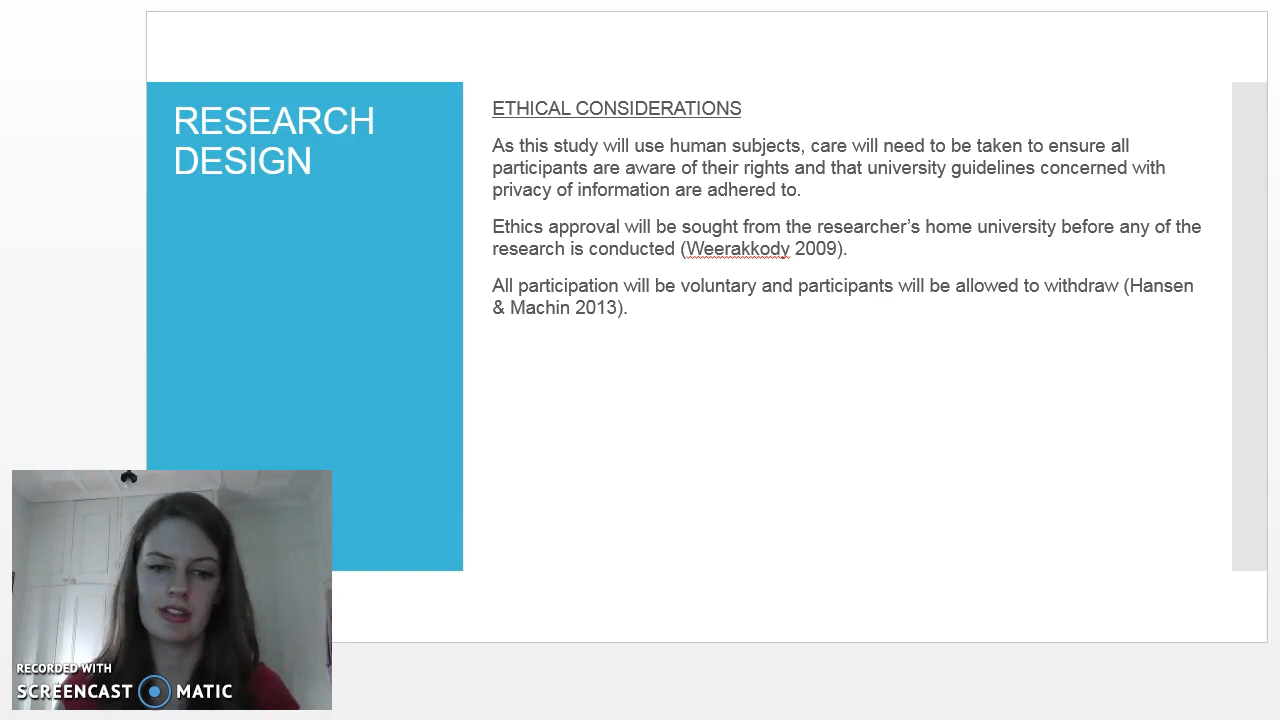 RESEARCH
DESIGN
ETHICAL CONSIDERATIONS
As this study will use human subjects, care will need to be taken to ensure all
participants are aware of their rights and that university guidelines concerned with
privacy of information are adhered to.
Ethics approval will be sought from the researcher’s home university before any of the
research is conducted (Weerakkody 2009).
All participation will be voluntary and participants will be allowed to withdraw (Hansen
& Machin 2013).
RECORDED WITH
SCREENCAST MATIC